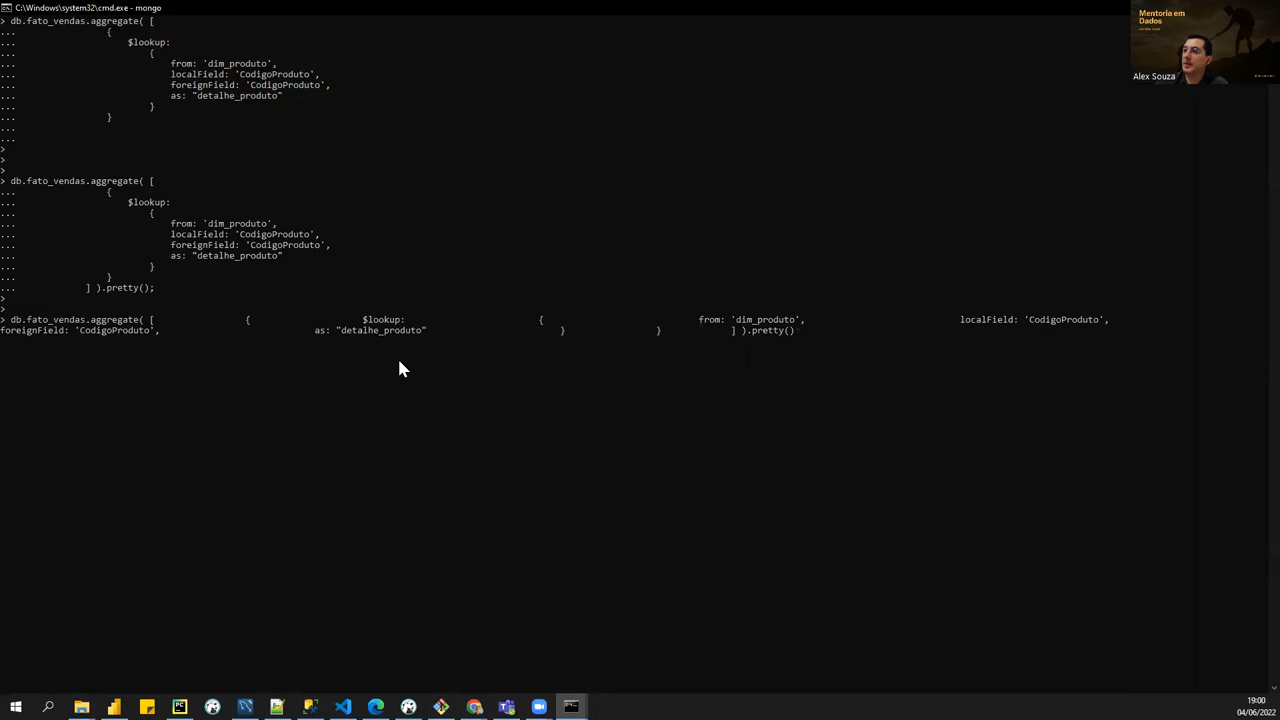 C:\Windows\system32\cmd.exe - mongo
> db.fato_vendas.aggregate( [
... {
... $lookup:
... {
... from: 'dim_produto',
... localField: 'CodigoProduto',
... foreignField: 'CodigoProduto',
... as: "detalhe_produto"
... }
... }
...
...
>
>
>
> db.fato_vendas.aggregate( [
... {
... $lookup:
... {
... from: 'dim_produto',
... localField: 'CodigoProduto',
... foreignField: 'CodigoProduto',
... as: "detalhe_produto"
... }
... }
... ] ).pretty();
>
>
> db.fato_vendas.aggregate( [ { $lookup: { from: 'dim_produto', localField: 'CodigoProduto',
foreignField: 'CodigoProduto', as: "detalhe_produto" } } ] ).pretty()
Mentoria em
Dados
Alex Souza
PC
19:00
04/06/2022